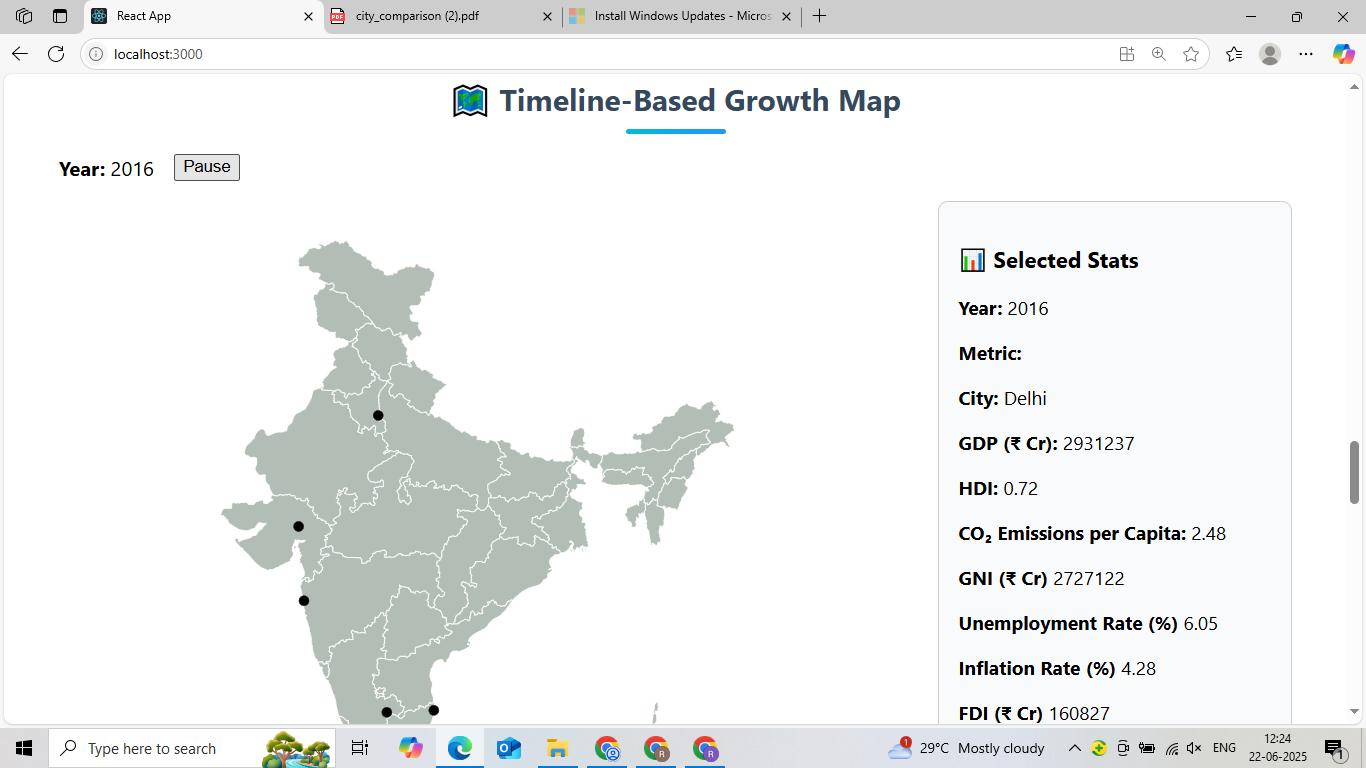 React App
city_comparison (2).pdf
Install Windows Updates - Micros
localhost:3000
Timeline-Based Growth Map
Year: 2016
Pause
Selected Stats
Year: 2016
Metric:
City: Delhi
GDP (₹ Cr): 2931237
HDI: 0.72
CO₂ Emissions per Capita: 2.48
GNI (₹ Cr) 2727122
Unemployment Rate (%) 6.05
Inflation Rate (%) 4.28
FDI (₹ Cr) 160827
Type here to search
1
29°C Mostly cloudy
ENG
12:24
22-06-2025
1